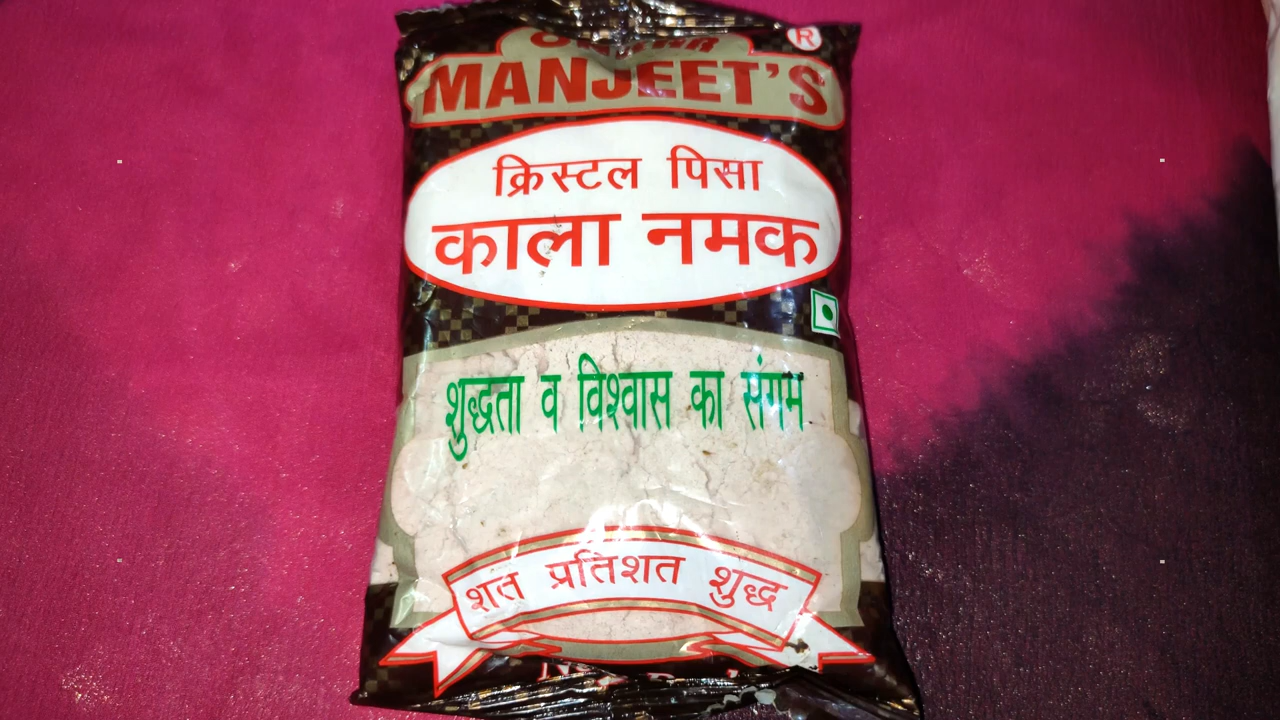 MANJEET'S
®
क्रिस्टल पिसा
काला नमक
शुद्धता व विश्वास का संगम
शत प्रतिशत शुद्ध